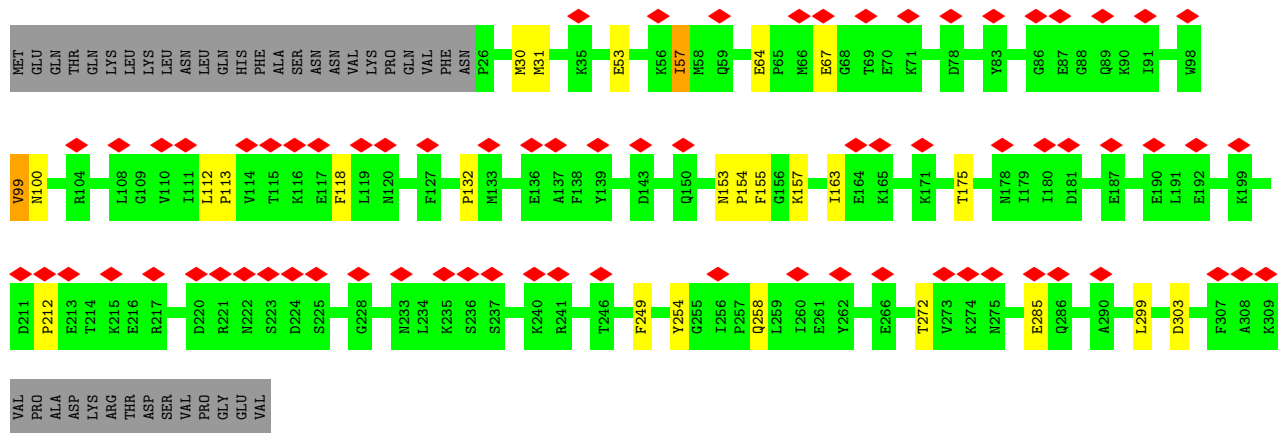 MET GLU GLN THR GLN LYS LEU LYS LEU ASN LEU GLN HIS PHE ALA SER ASN ASN VAL LYS PRO GLN VAL PHE ASN P26 M30 M31 K35 E53 K56 I57 M58 Q59 E64 P65 M66 E67 G68 T69 E70 K71 D78 Y83 G86 E87 G88 Q89 K90 I91 W98
V99 N100 R104 L108 G109 V110 I111 L112 P113 V114 T115 K116 E117 F118 L119 N120 F127 P132 M133 E136 A137 F138 Y139 D143 Q150 N153 P154 F155 G156 K157 I163 E164 K165 K171 T175 N178 I179 I180 D181 E187 E190 L191 E192 K199
D211 P212 E213 T214 K215 E216 R217 D220 R221 N222 S223 D224 S225 G228 N233 L234 K235 S236 S237 K240 R241 T246 F249 Y254 G255 I256 P257 Q258 L259 I260 E261 Y262 E266 T272 V273 K274 N275 E285 Q286 A290 L299 D303 F307 A308 K309
VAL PRO ALA ASP LYS ARG THR ASP SER VAL PRO GLY GLU VAL